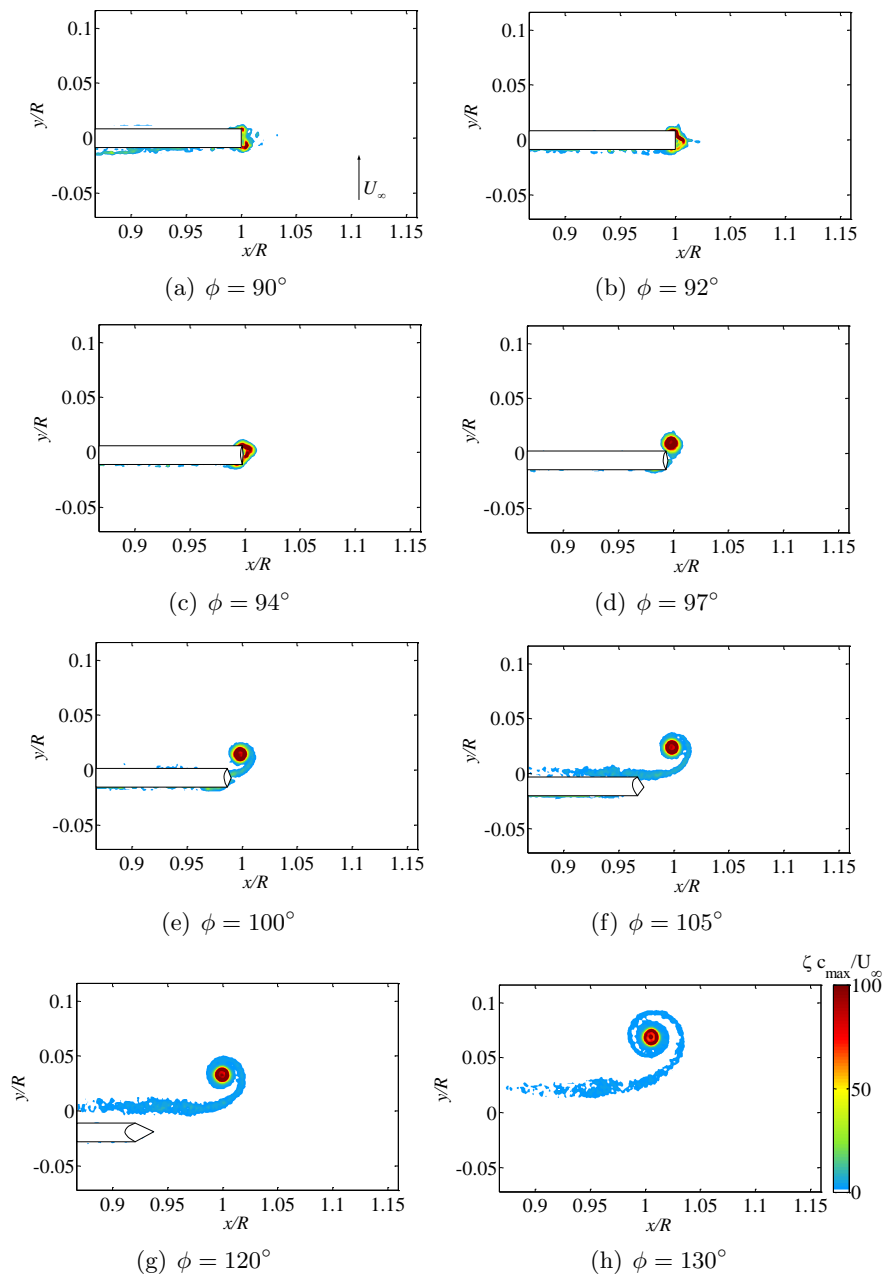 0.1
0.05
0
-0.05
y/R
U∞
0.9 0.95 1 1.05 1.1 1.15
x/R
(a) ϕ = 90°
0.1
0.05
0
-0.05
y/R
0.9 0.95 1 1.05 1.1 1.15
x/R
(b) ϕ = 92°
0.1
0.05
0
-0.05
y/R
0.9 0.95 1 1.05 1.1 1.15
x/R
(c) ϕ = 94°
0.1
0.05
0
-0.05
y/R
0.9 0.95 1 1.05 1.1 1.15
x/R
(d) ϕ = 97°
0.1
0.05
0
-0.05
y/R
0.9 0.95 1 1.05 1.1 1.15
x/R
(e) ϕ = 100°
0.1
0.05
0
-0.05
y/R
0.9 0.95 1 1.05 1.1 1.15
x/R
(f) ϕ = 105°
0.1
0.05
0
-0.05
y/R
0.9 0.95 1 1.05 1.1 1.15
x/R
(g) ϕ = 120°
ζ c_max/U∞
100
50
0
0.1
0.05
0
-0.05
y/R
0.9 0.95 1 1.05 1.1 1.15
x/R
(h) ϕ = 130°